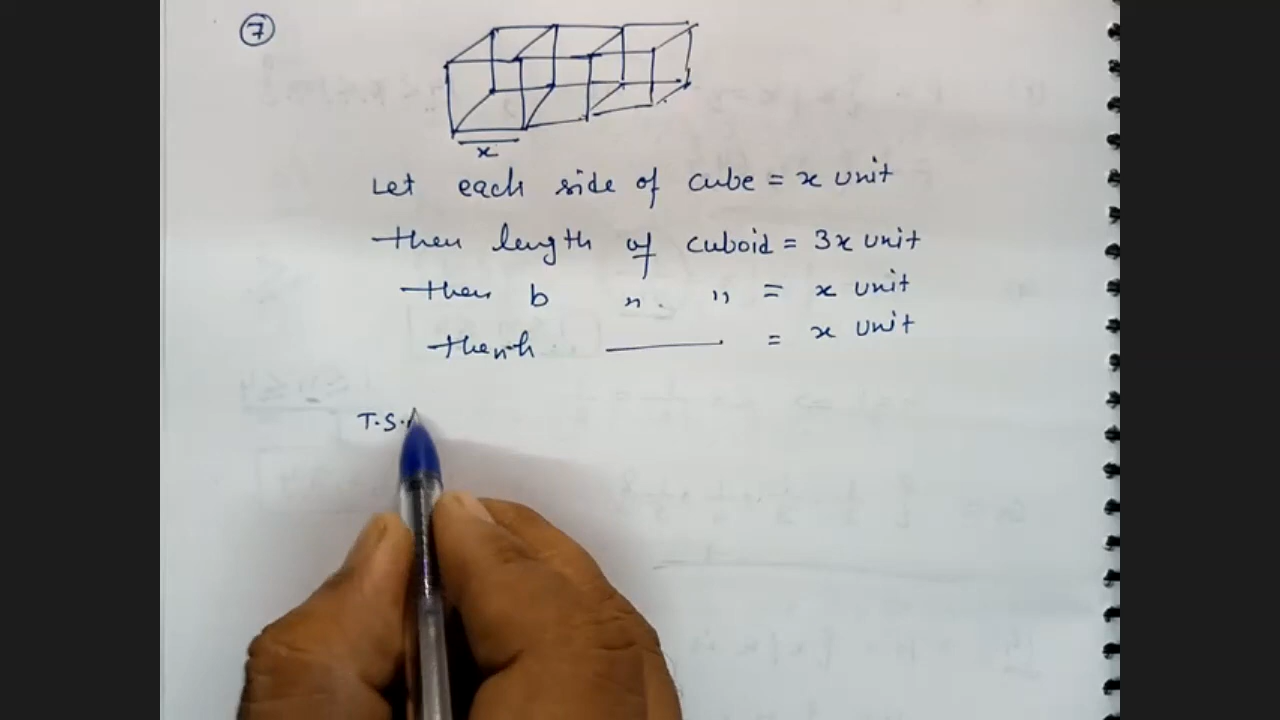 7
x
Let each side of cube = x unit
then length of cuboid = 3x unit
then b " " = x unit
then h ——— = x unit
T.S.